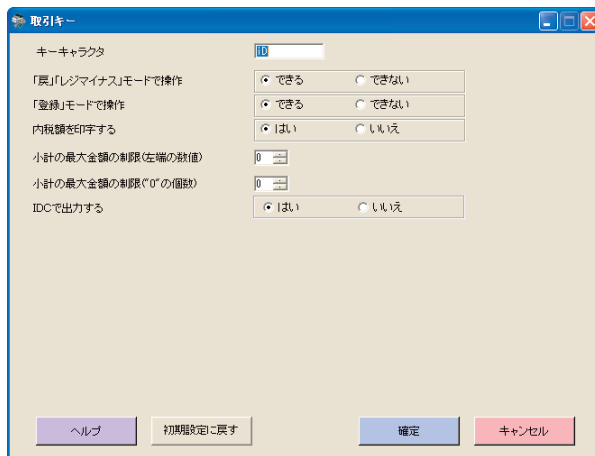 取引キー
キーキャラクタ iD
「戻」「レジマイナス」モードで操作 できる できない
「登録」モードで操作 できる できない
内税額を印字する はい いいえ
小計の最大金額の制限(左端の数値) 0
小計の最大金額の制限("0"の個数) 0
IDCで出力する はい いいえ
ヘルプ 初期設定に戻す 確定 キャンセル